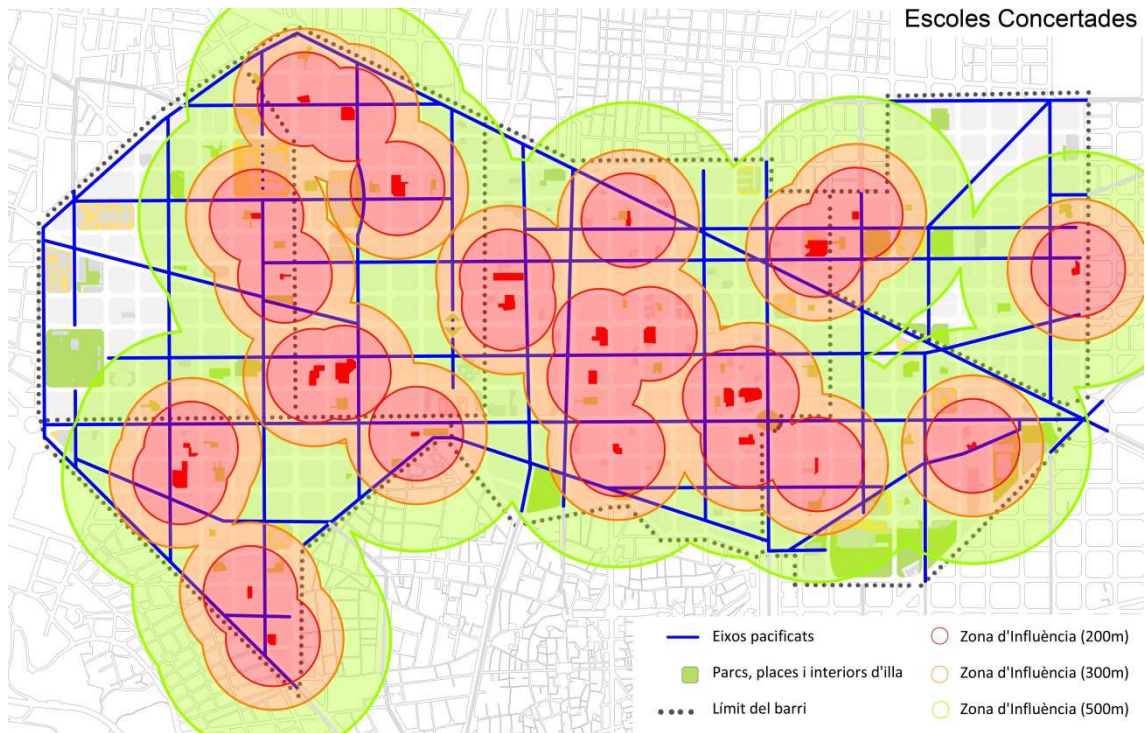 Escoles Concertades
Eixos pacificats
Zona d'Influència (200m)
Parcs, places i interiors d'illa
Zona d'Influència (300m)
Límit del barri
Zona d'Influència (500m)